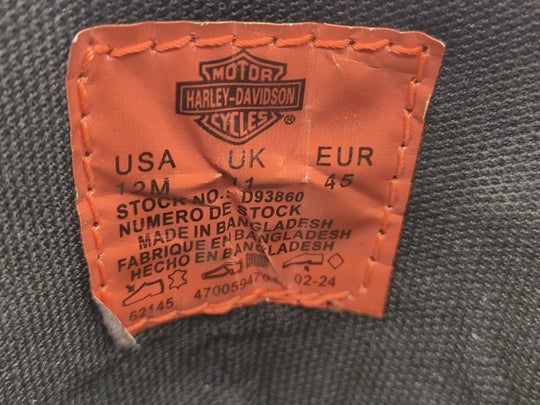 MOTOR
HARLEY-DAVIDSON
CYCLES
®
USA UK EUR
12M 11 45
STOCK NO. D93860
NUMERO DE STOCK
MADE IN BANGLADESH
FABRIQUE EN BANGLADESH
HECHO EN BANGLADESH
62145 02-24